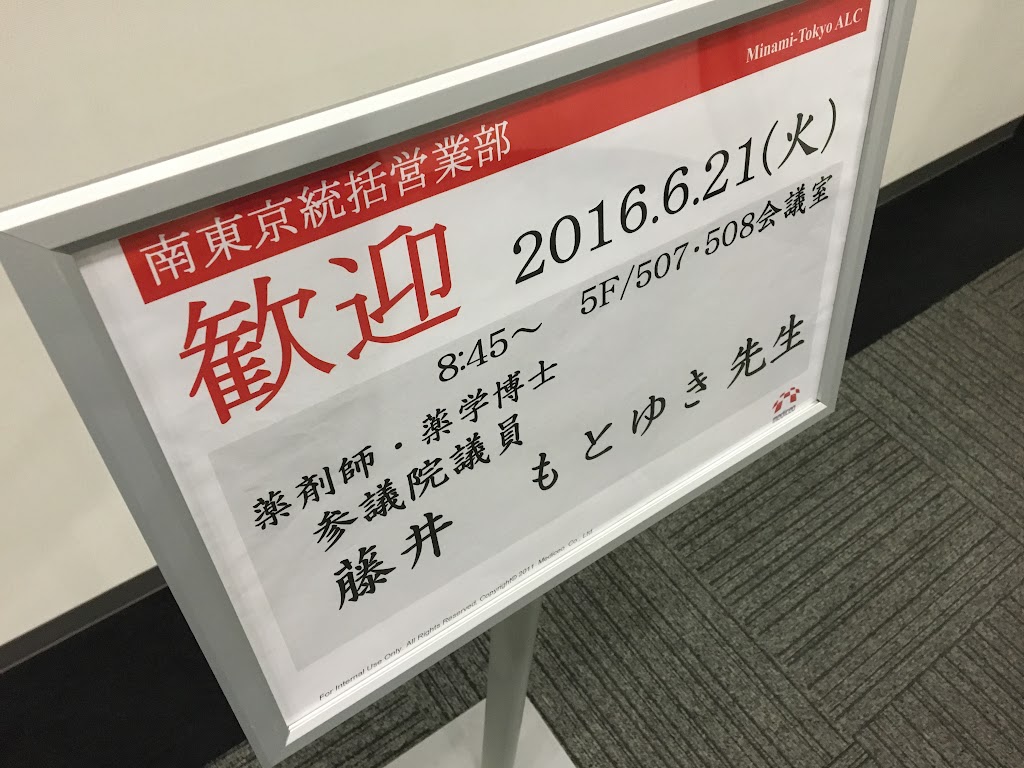 Minami-Tokyo ALC
南東京統括営業部
歓迎 2016.6.21(火)
8:45～ 5F/507・508会議室
薬剤師・薬学博士
参議院議員
藤井 もとゆき 先生
For Internal Use Only. All Rights Reserved, Copyright© 2011, Mediceo. Co., Ltd.